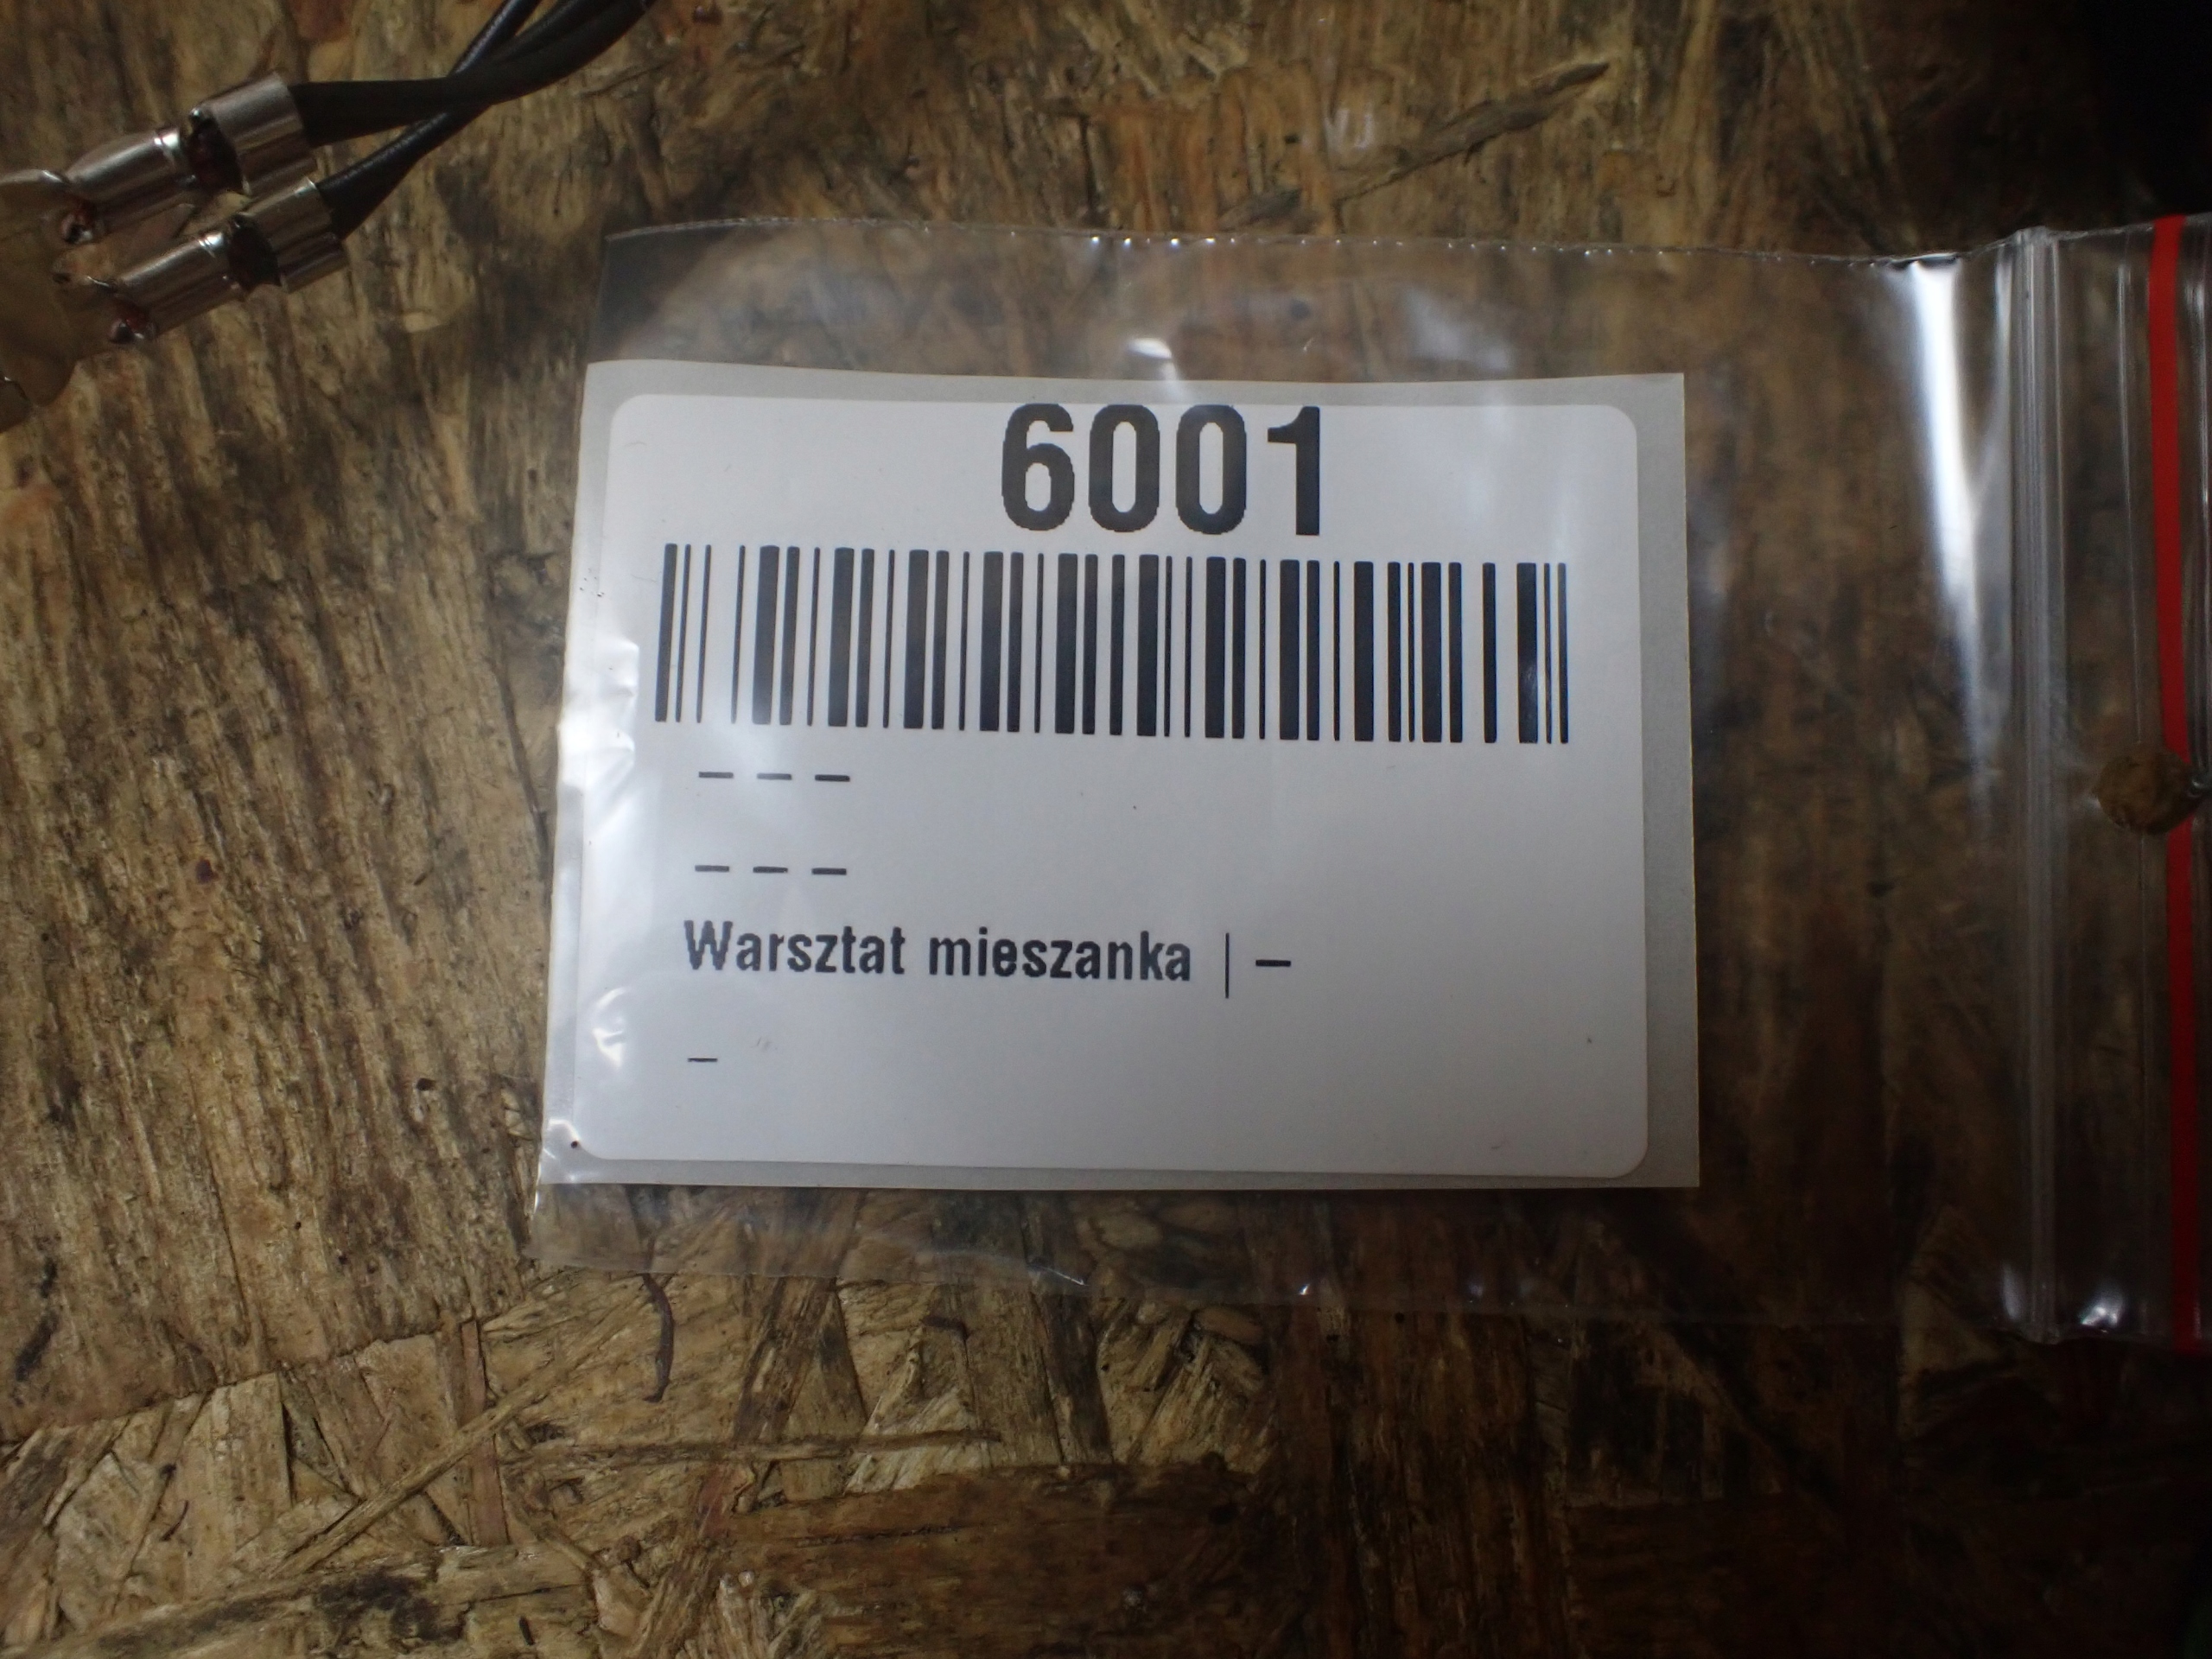 6001
– – –
– – –
Warsztat mieszanka | –
–